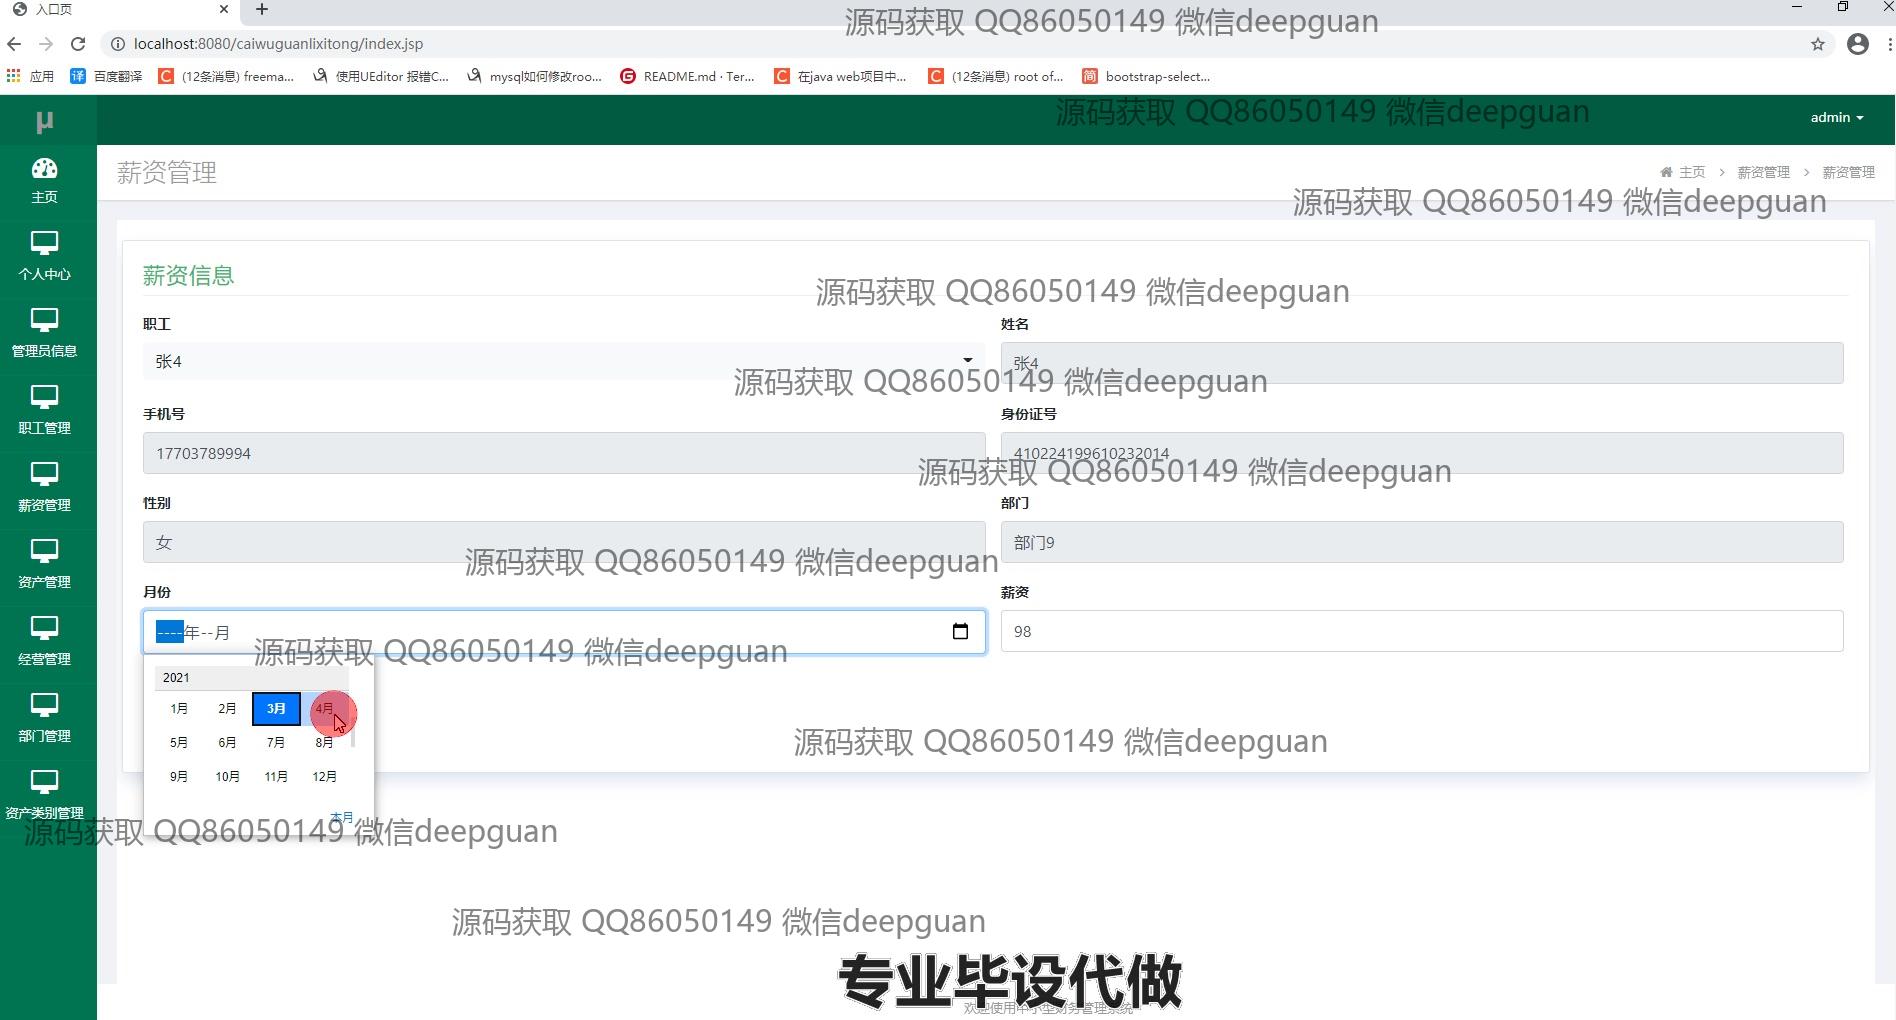 入口页
localhost:8080/caiwuguanlixitong/index.jsp
应用 百度翻译 (12条消息) freema... 使用UEditor 报错C... mysql如何修改roo... README.md · Ter... 在java web项目中... (12条消息) root of... bootstrap-select...
源码获取 QQ86050149 微信deepguan
μ
源码获取 QQ86050149 微信deepguan
admin
薪资管理
主页 > 薪资管理 > 薪资管理
源码获取 QQ86050149 微信deepguan
主页
个人中心
管理员信息
职工管理
薪资管理
资产管理
经营管理
部门管理
资产类别管理
薪资信息
源码获取 QQ86050149 微信deepguan
职工
张4
姓名
张4
源码获取 QQ86050149 微信deepguan
手机号
17703789994
身份证号
410224199610232014
源码获取 QQ86050149 微信deepguan
性别
女
部门
部门9
源码获取 QQ86050149 微信deepguan
月份
----年--月
薪资
98
源码获取 QQ86050149 微信deepguan
2021
1月 2月 3月 4月
5月 6月 7月 8月
9月 10月 11月 12月
本月
源码获取 QQ86050149 微信deepguan
源码获取 QQ86050149 微信deepguan
源码获取 QQ86050149 微信deepguan
专业毕设代做
欢迎使用中小型财务管理系统